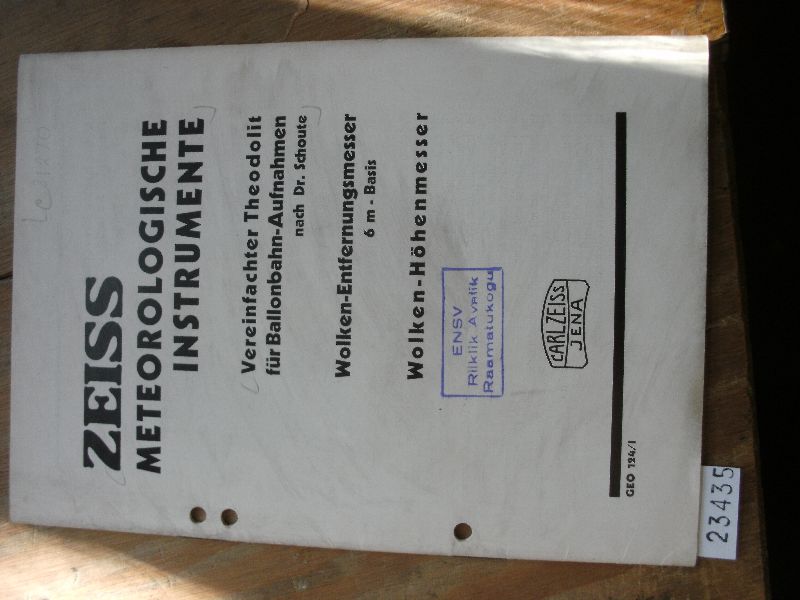 ZEISS
METEOROLOGISCHE
INSTRUMENTE
Vereinfachter Theodolit
für Ballonbahn-Aufnahmen
nach Dr. Schoute
Wolken-Entfernungsmesser
6 m - Basis
Wolken-Höhenmesser
ENSV
Riiklik Avalik
Raamatukogu
CARL ZEISS
JENA
GEO 124/I
23435